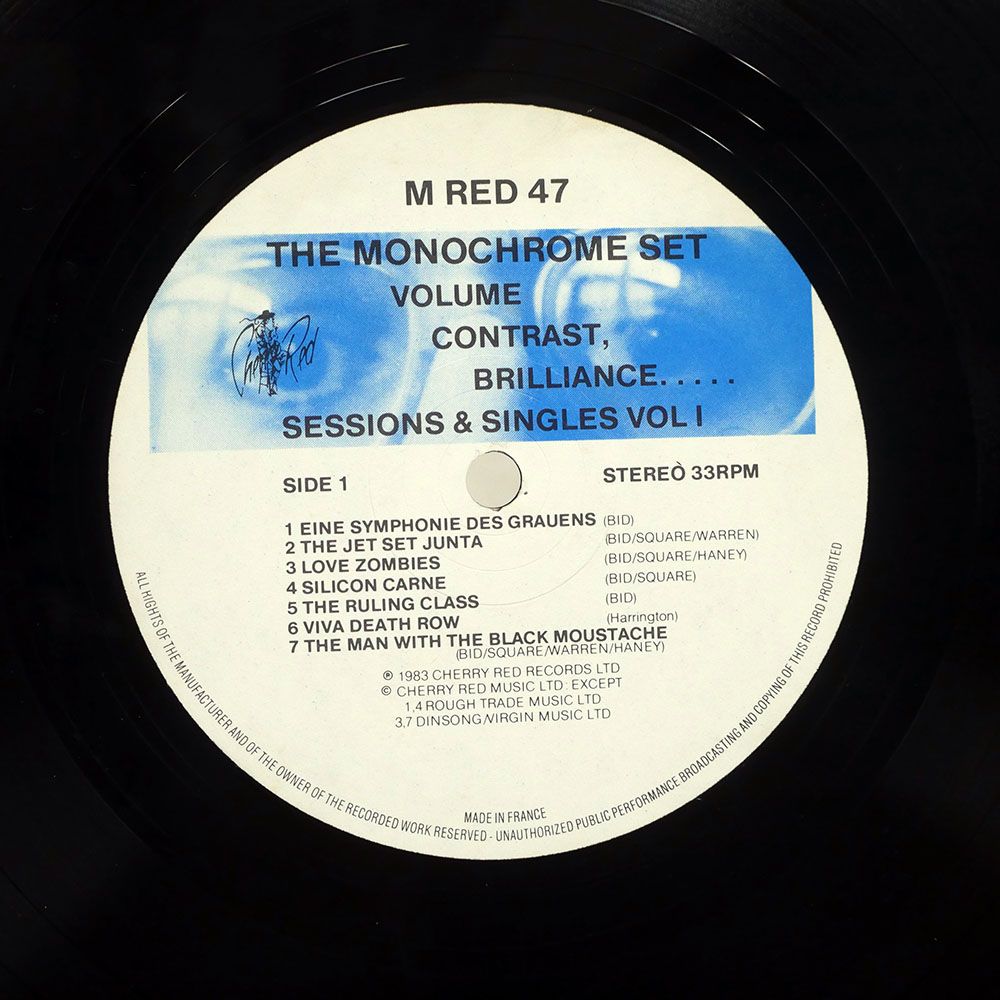 M RED 47
THE MONOCHROME SET
VOLUME
CONTRAST,
BRILLIANCE.....
Cherry Red
SESSIONS & SINGLES VOL I
SIDE 1
STEREÒ 33RPM
1 EINE SYMPHONIE DES GRAUENS (BID)
2 THE JET SET JUNTA (BID/SQUARE/WARREN)
3 LOVE ZOMBIES (BID/SQUARE/HANEY)
4 SILICON CARNE (BID/SQUARE)
5 THE RULING CLASS (BID)
6 VIVA DEATH ROW (Harrington)
7 THE MAN WITH THE BLACK MOUSTACHE
(BID/SQUARE/WARREN/HANEY)
℗ 1983 CHERRY RED RECORDS LTD
© CHERRY RED MUSIC LTD: EXCEPT
1,4 ROUGH TRADE MUSIC LTD
3,7 DINSONG/VIRGIN MUSIC LTD
MADE IN FRANCE
ALL RIGHTS OF THE MANUFACTURER AND OF THE OWNER OF THE RECORDED WORK RESERVED - UNAUTHORIZED PUBLIC PERFORMANCE BROADCASTING AND COPYING OF THIS RECORD PROHIBITED